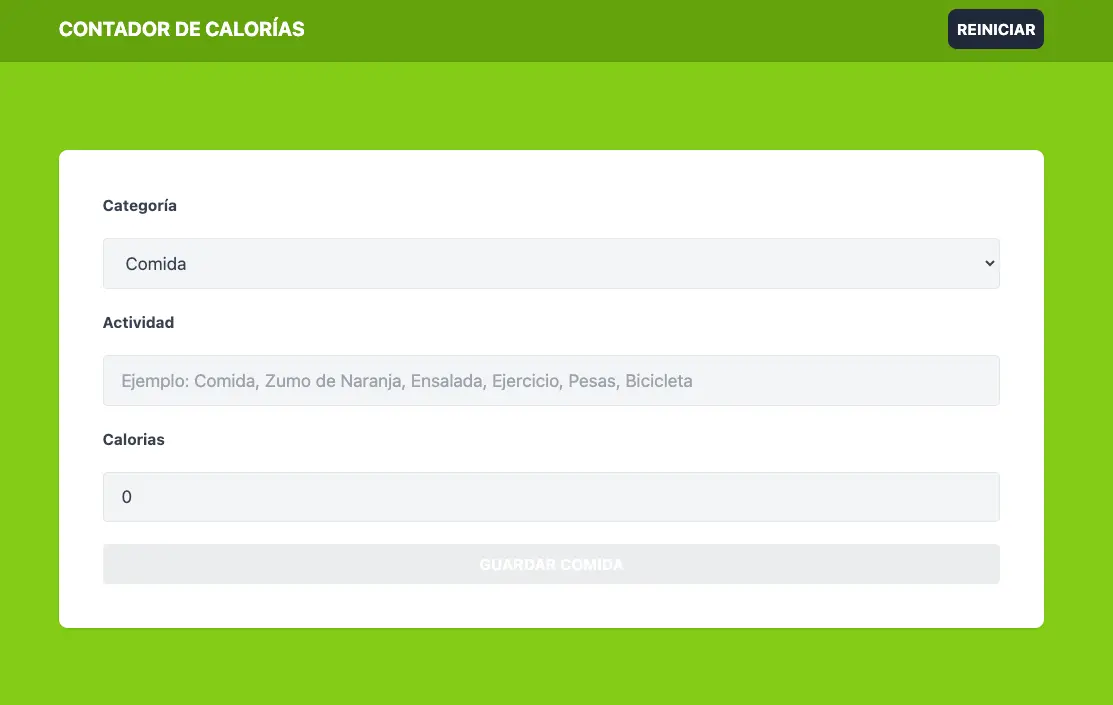 CONTADOR DE CALORÍAS
REINICIAR
Categoría
Comida
Actividad
Ejemplo: Comida, Zumo de Naranja, Ensalada, Ejercicio, Pesas, Bicicleta
Calorias
0
GUARDAR COMIDA